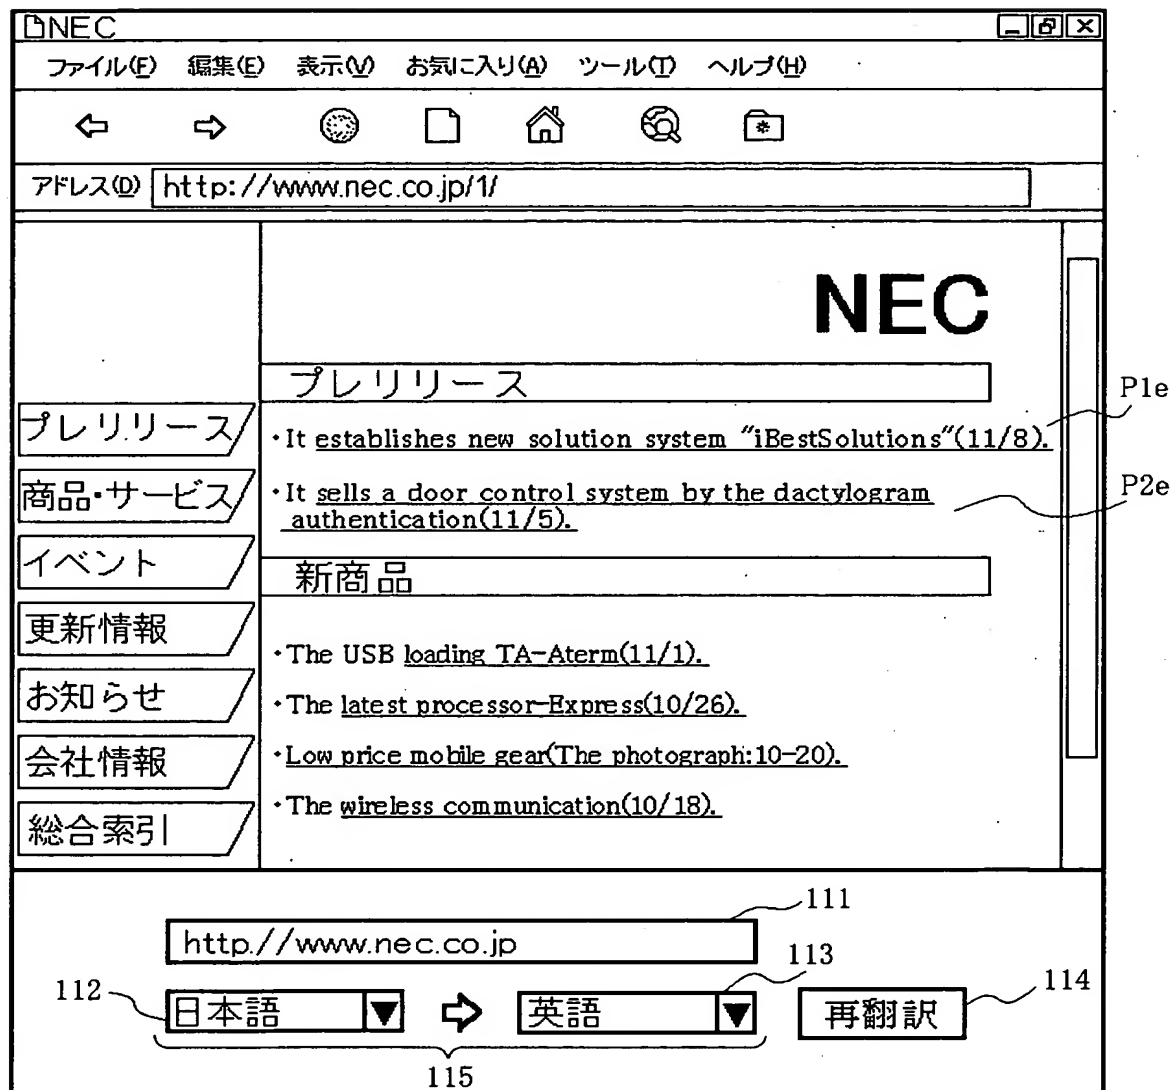 NEC
ファイル(F) 編集(E) 表示(V) お気に入り(A) ツール(T) ヘルプ(H)
アドレス(D) http://www.nec.co.jp/1/
NEC
プレリリース
・It establishes new solution system "iBestSolutions"(11/8).
P1e
・It sells a door control system by the dactylogram
authentication(11/5).
P2e
新商品
・The USB loading TA-Aterm(11/1).
・The latest processor-Express(10/26).
・Low price mobile gear(The photograph:10-20).
・The wireless communication(10/18).
プレリリース
商品・サービス
イベント
更新情報
お知らせ
会社情報
総合索引
111
http.//www.nec.co.jp
112 日本語 ▼ ⇨ 113 英語 ▼ 再翻訳 114
115